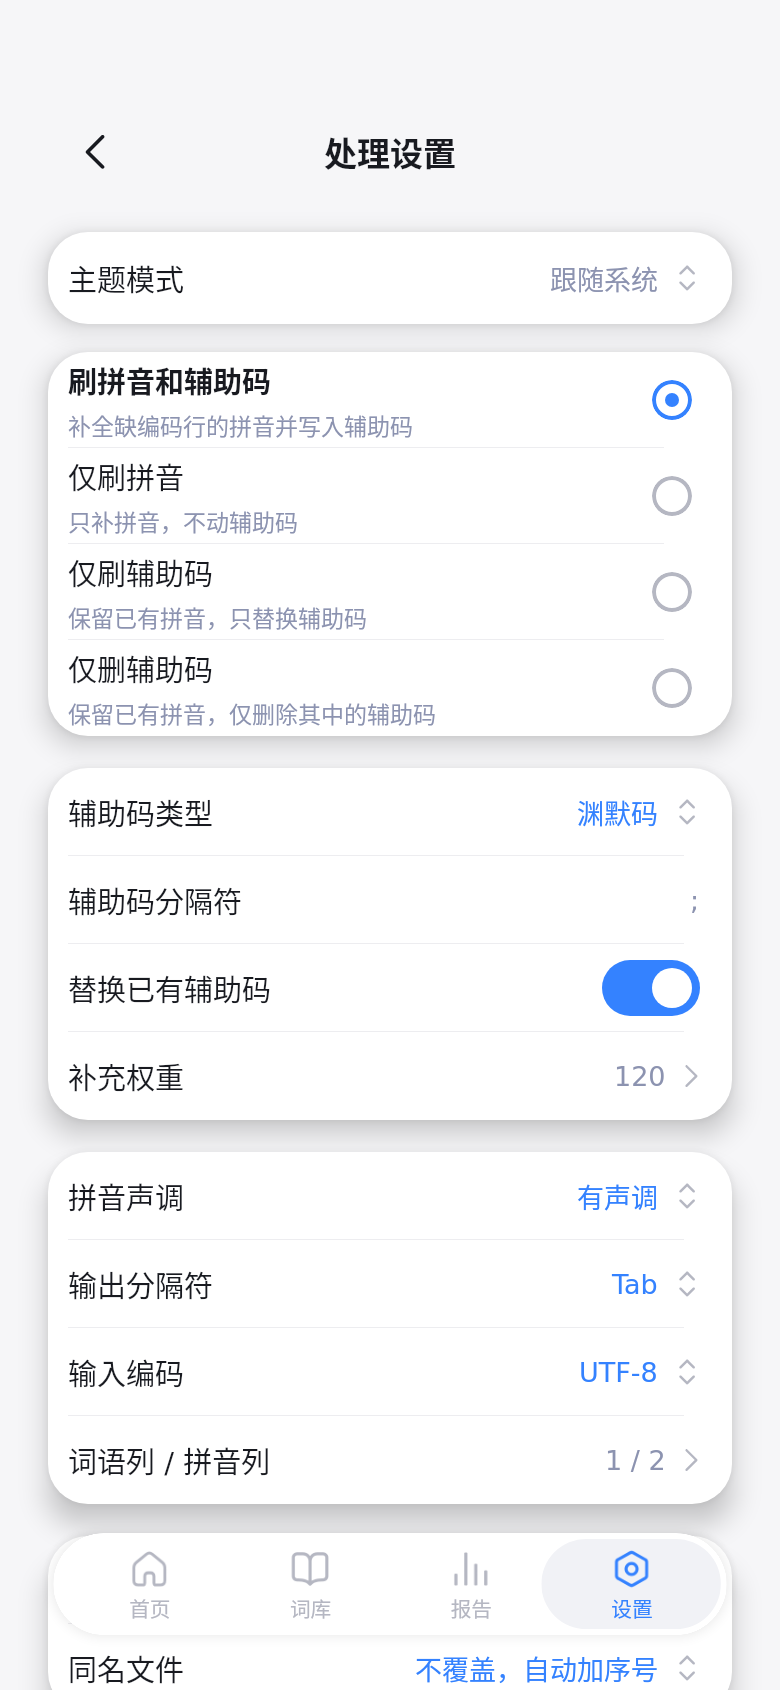 处理设置
主题模式 跟随系统
刷拼音和辅助码
补全缺编码行的拼音并写入辅助码
仅刷拼音
只补拼音，不动辅助码
仅刷辅助码
保留已有拼音，只替换辅助码
仅删辅助码
保留已有拼音，仅删除其中的辅助码
辅助码类型 渊默码
辅助码分隔符 ;
替换已有辅助码
补充权重 120
拼音声调 有声调
输出分隔符 Tab
输入编码 UTF-8
词语列 / 拼音列 1 / 2
首页 词库 报告 设置
同名文件 不覆盖，自动加序号